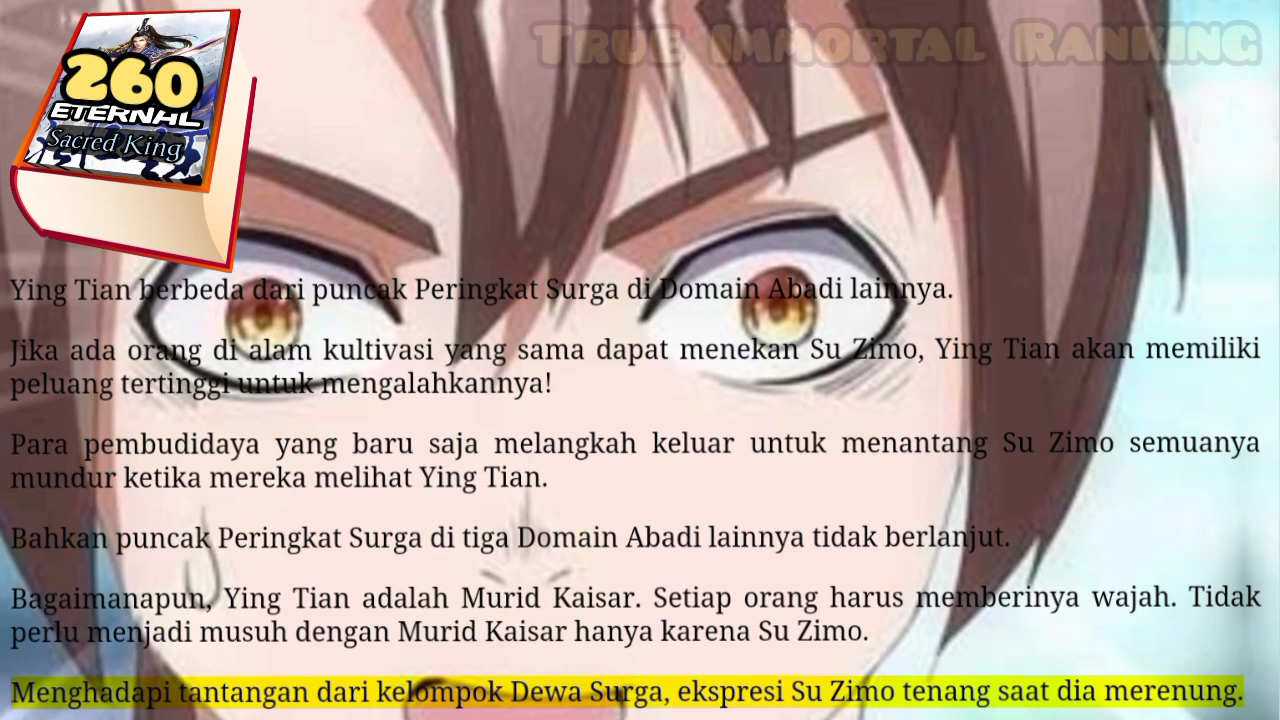 True Immortal Ranking
260
ETERNAL
Sacred King
Ying Tian berbeda dari puncak Peringkat Surga di Domain Abadi lainnya.
Jika ada orang di alam kultivasi yang sama dapat menekan Su Zimo, Ying Tian akan memiliki
peluang tertinggi untuk mengalahkannya!
Para pembudidaya yang baru saja melangkah keluar untuk menantang Su Zimo semuanya
mundur ketika mereka melihat Ying Tian.
Bahkan puncak Peringkat Surga di tiga Domain Abadi lainnya tidak berlanjut.
Bagaimanapun, Ying Tian adalah Murid Kaisar. Setiap orang harus memberinya wajah. Tidak
perlu menjadi musuh dengan Murid Kaisar hanya karena Su Zimo.
Menghadapi tantangan dari kelompok Dewa Surga, ekspresi Su Zimo tenang saat dia merenung.